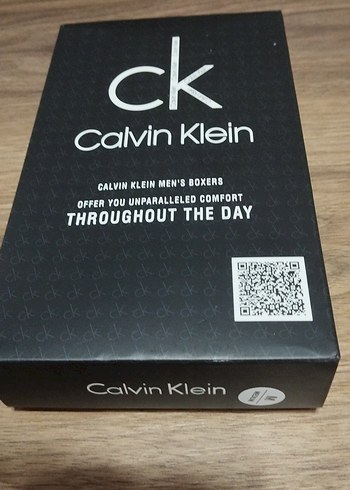 ck
Calvin Klein
CALVIN KLEIN MEN'S BOXERS
OFFER YOU UNPARALLELED COMFORT
THROUGHOUT THE DAY
Calvin Klein